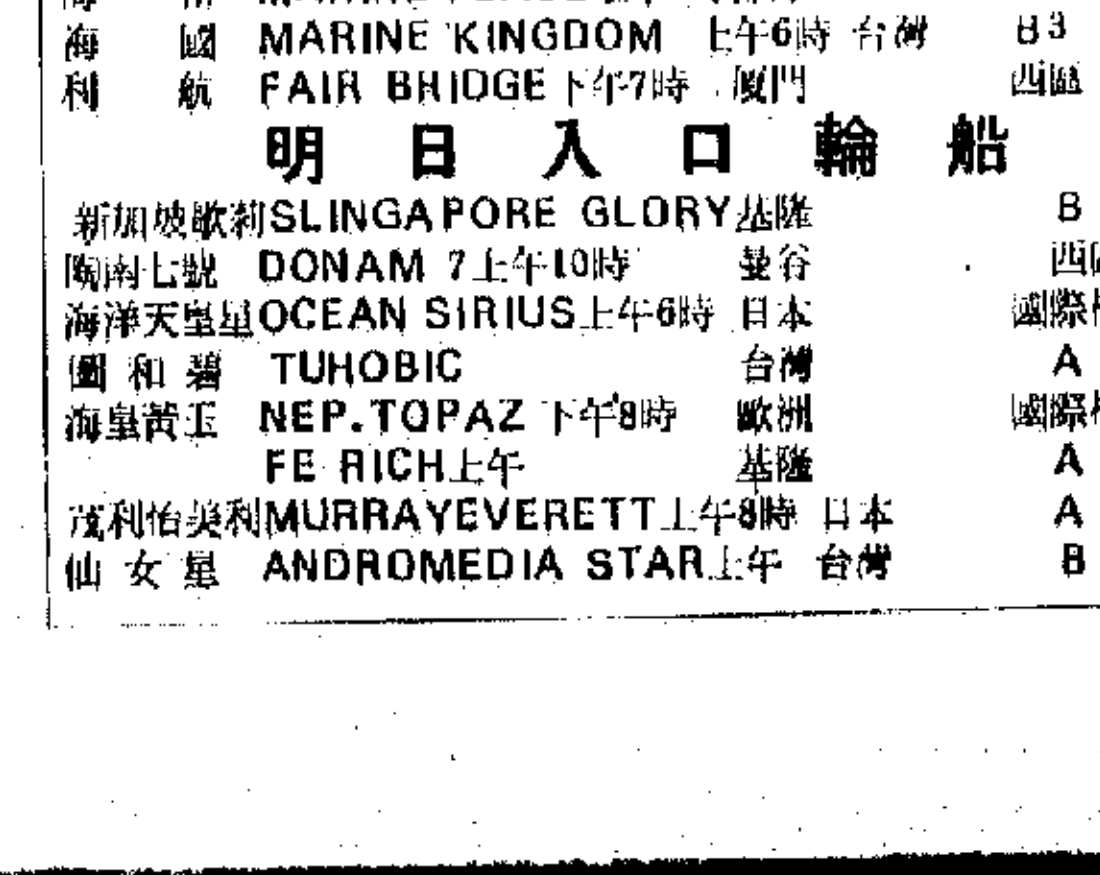 海國 MARINE KINGDOM 上午6時 台灣 B3
利航 FAIR BRIDGE 下午7時 厦門 西區
明日入口輪船
新加坡歌莉 SLINGAPORE GLORY 基隆 B
陶南七號 DONAM 7 上午10時 曼谷 西
海洋天皇星 OCEAN SIRIUS 上午6時 日本 國際
圖和碧 TUHOBIC 台灣 A
海皇黃玉 NEP.TOPAZ 下午8時 歐洲 國際
FE RICH 上午 基隆 A
茂利怡美利 MURRAYEVERETT 上午8時 日本 A
仙女星 ANDROMEDIA STAR 上午 台灣 B